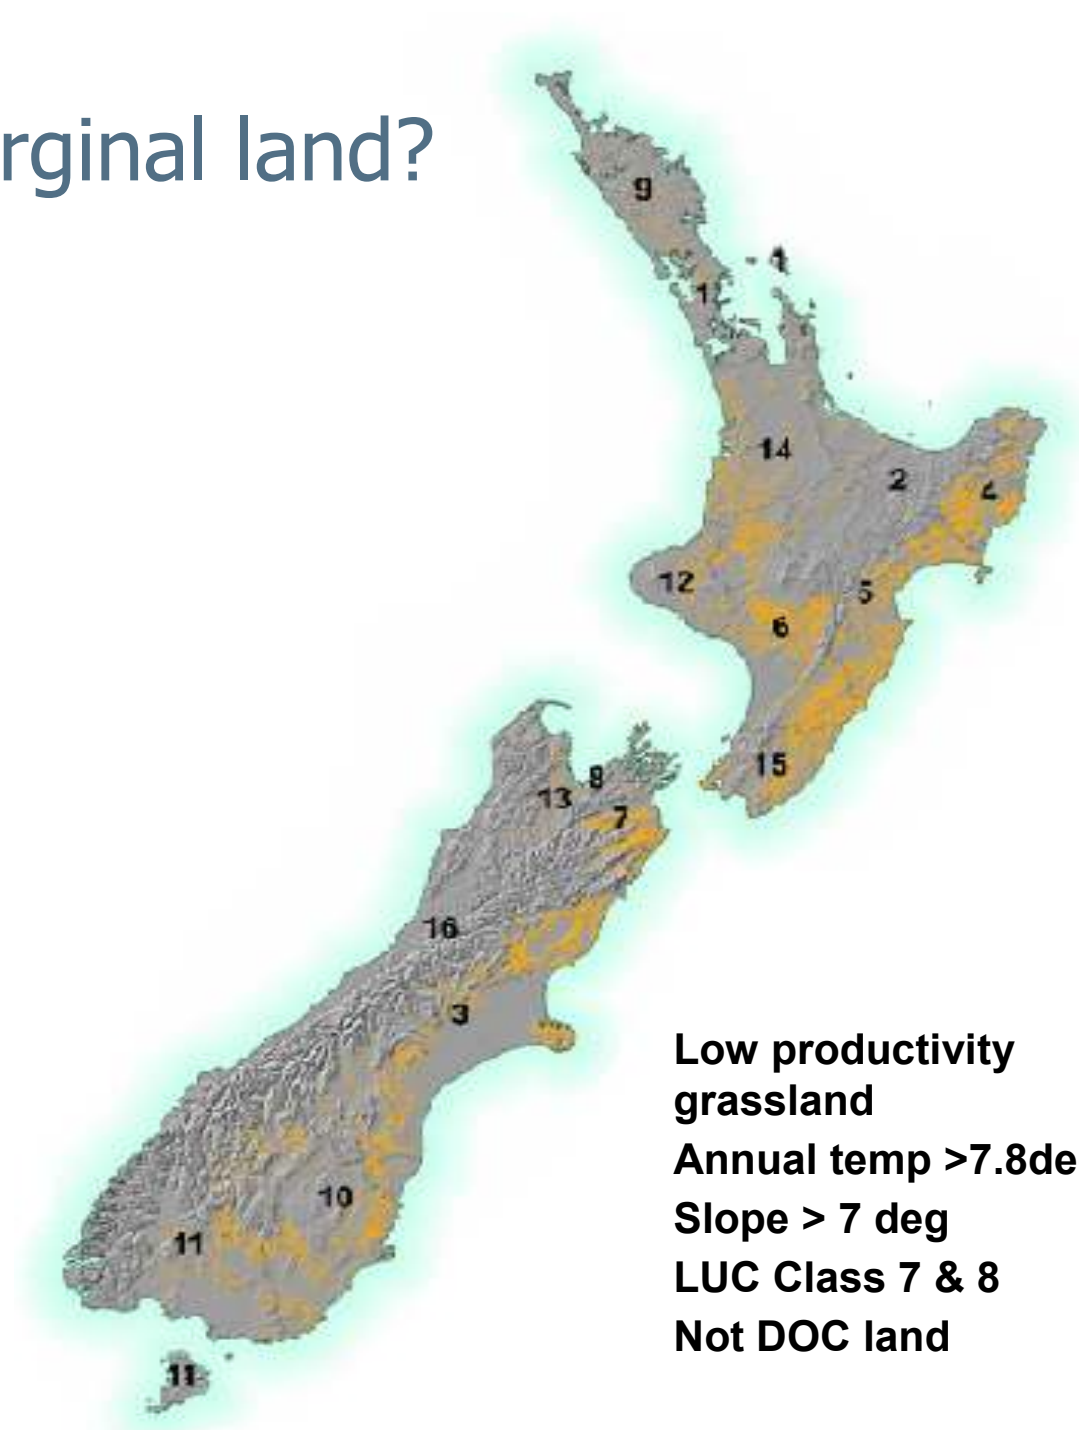 rginal land?
9
1
1
14
2
4
12
5
6
15
8
13
7
16
3
10
11
11
Low productivity
grassland
Annual temp >7.8de
Slope > 7 deg
LUC Class 7 & 8
Not DOC land